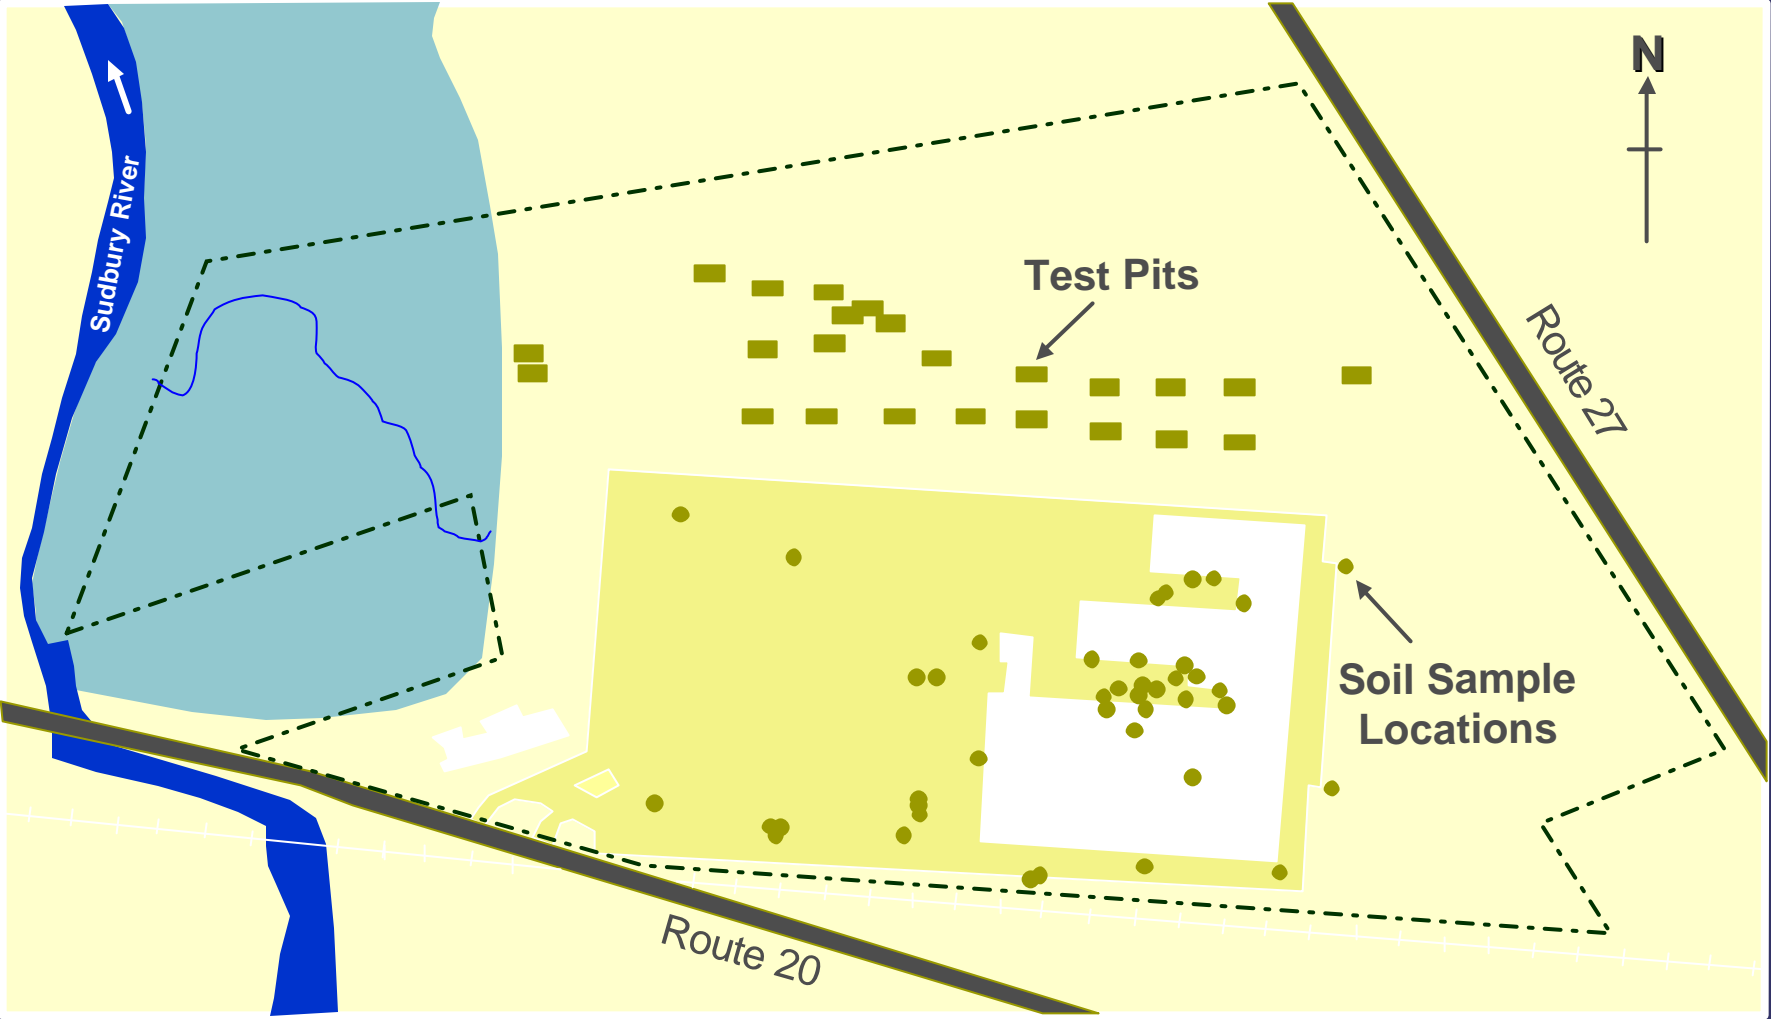 N
Sudbury River
Test Pits
Route 27
Soil Sample
Locations
Route 20